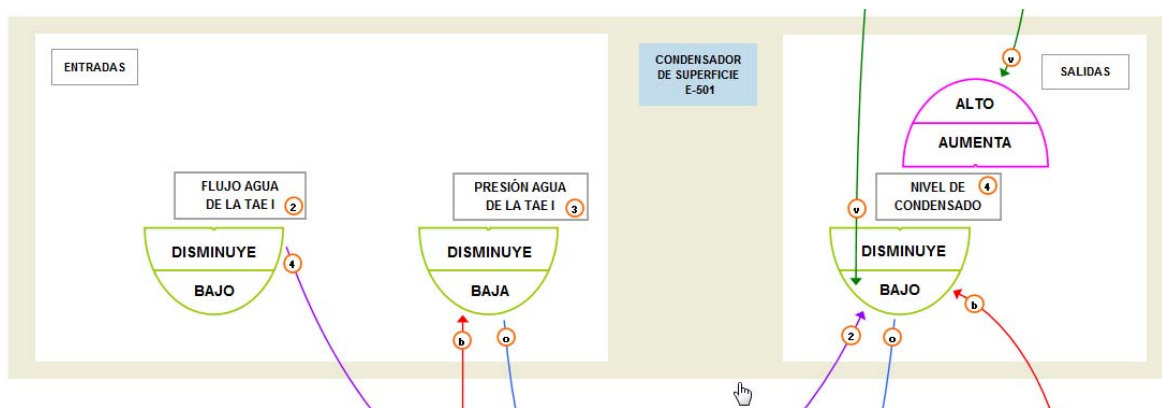 ENTRADAS
CONDENSADOR
DE SUPERFICIE
E-501
SALIDAS
v
v
ALTO
AUMENTA
FLUJO AGUA
DE LA TAE I 2
PRESIÓN AGUA
DE LA TAE I 3
NIVEL DE 4
CONDENSADO
v
DISMINUYE
BAJO
4
DISMINUYE
BAJA
b
o
DISMINUYE
BAJO
2
o
b